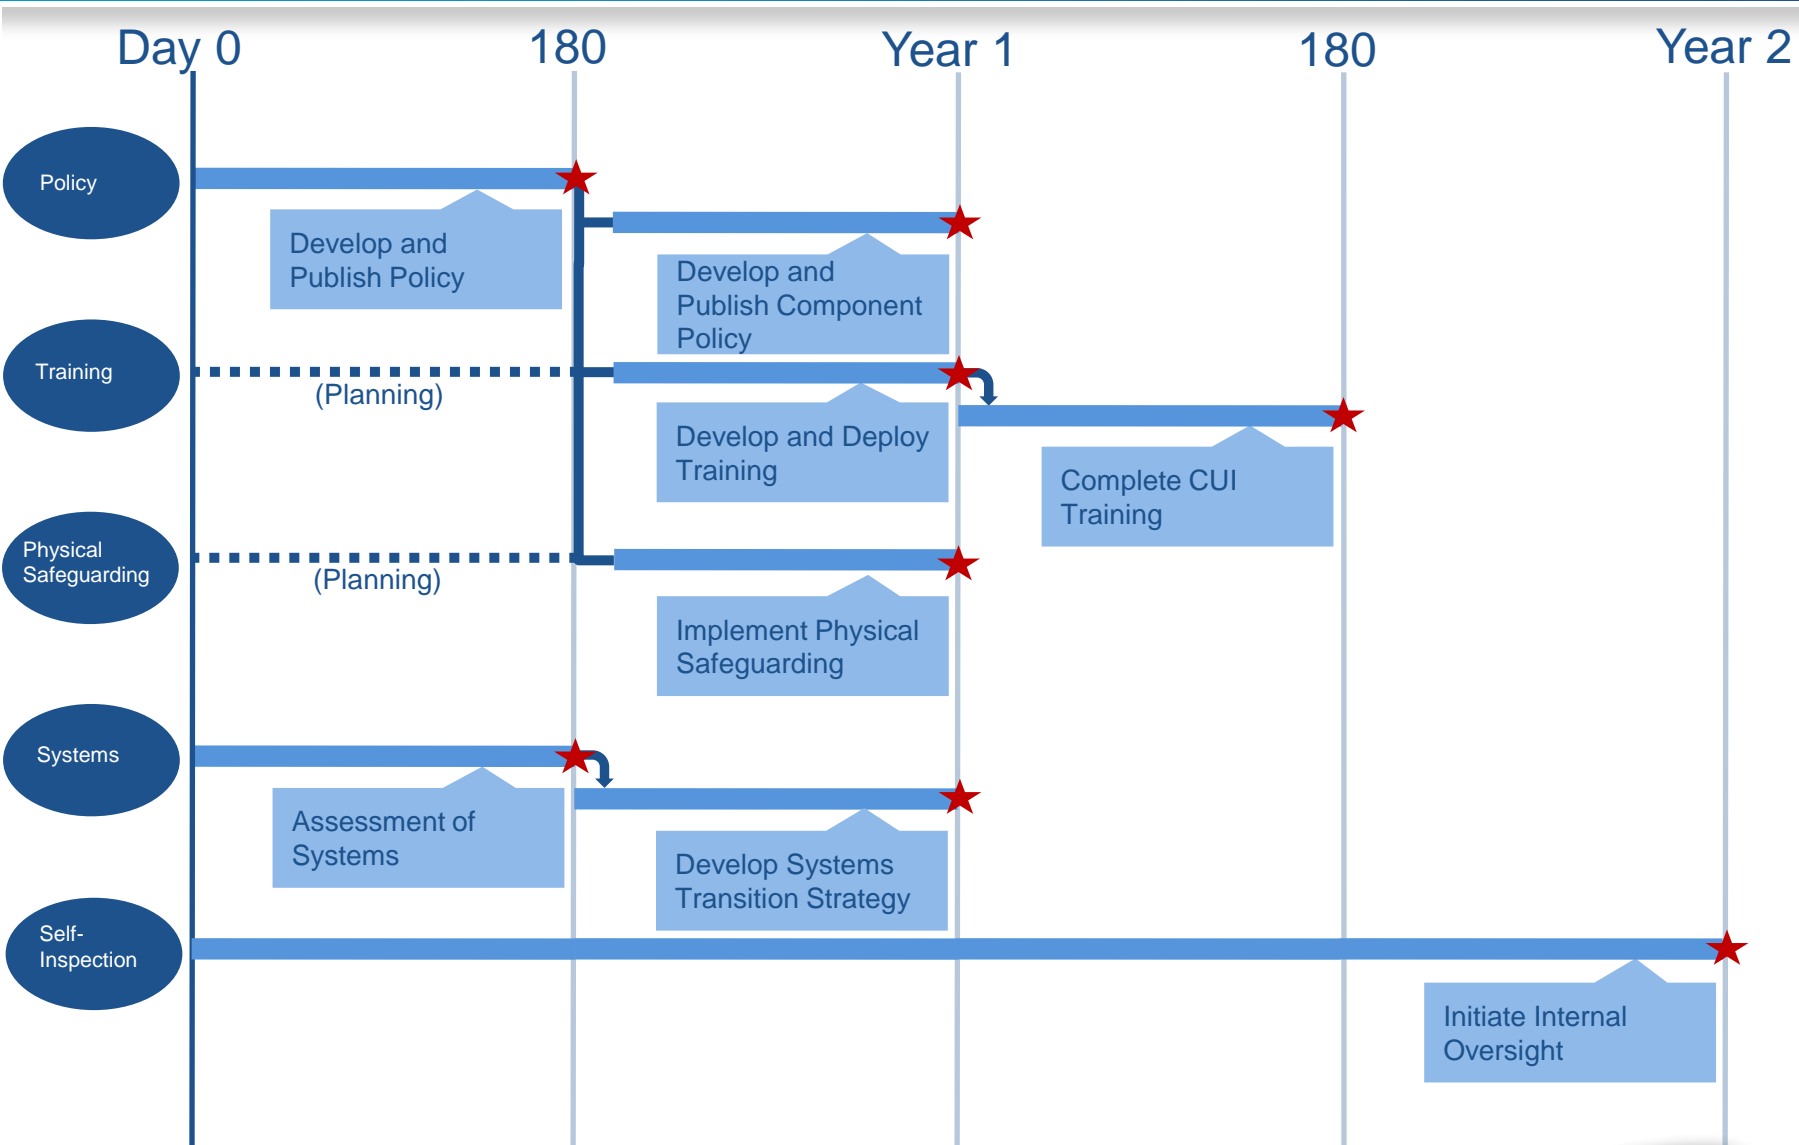 Day 0
180
Year 1
180
Year 2
Policy
Develop and
Publish Policy
Develop and
Publish Component
Policy
Training
(Planning)
Develop and Deploy
Training
Complete CUI
Training
Physical
Safeguarding
(Planning)
Implement Physical
Safeguarding
Systems
Assessment of
Systems
Develop Systems
Transition Strategy
Self-
Inspection
Initiate Internal
Oversight